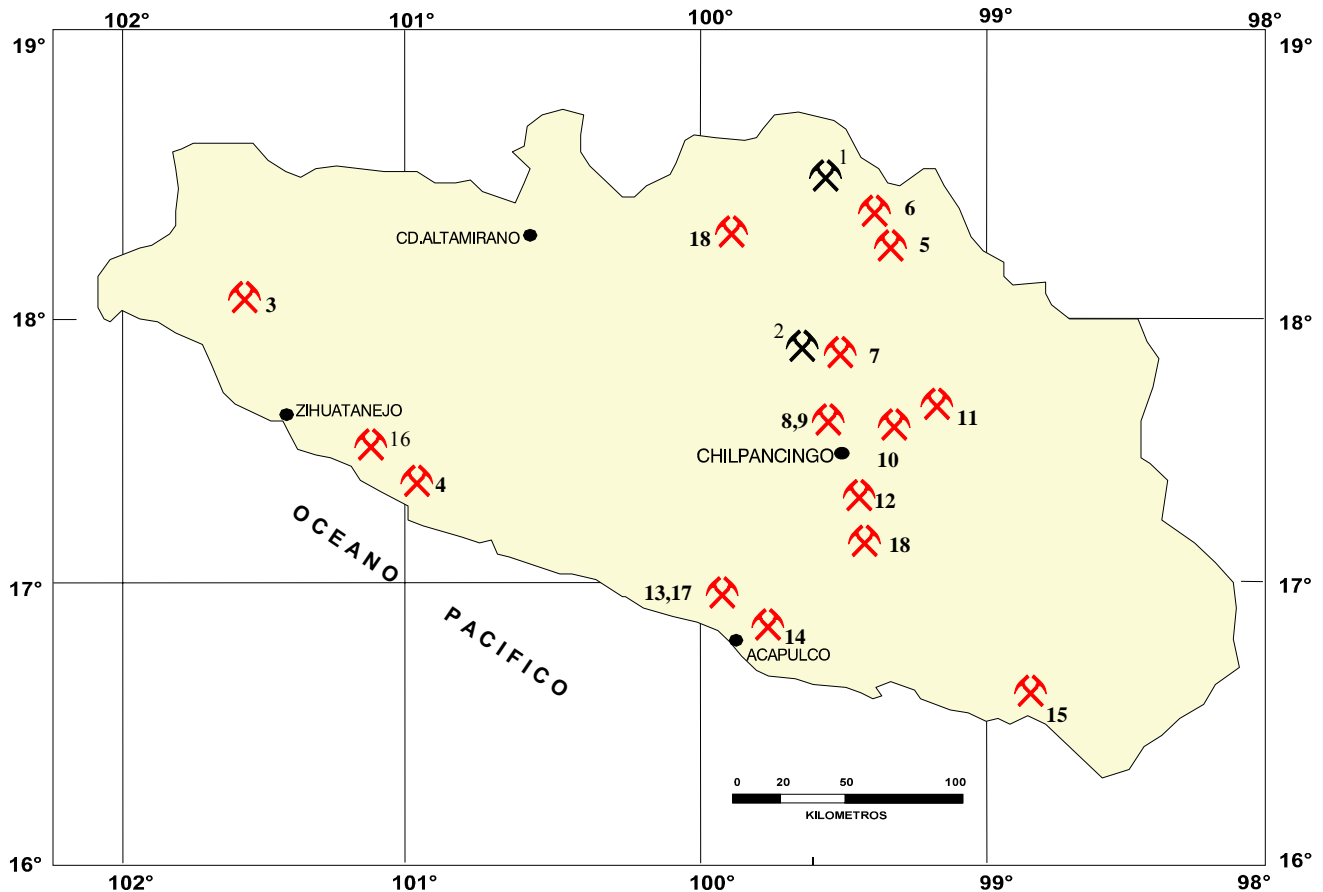 102° 101° 100° 99° 98°
19° 19°
1
6
18 5
CD.ALTAMIRANO
3
18° 18°
2
7
ZIHUATANEJO
11
8,9
16
CHILPANCINGO 10
4
12
OCEANO
18
17° 17°
13,17
PACIFICO
14
ACAPULCO
15
0 20 50 100
KILOMETROS
16° 16°
102° 101° 100° 99° 98°